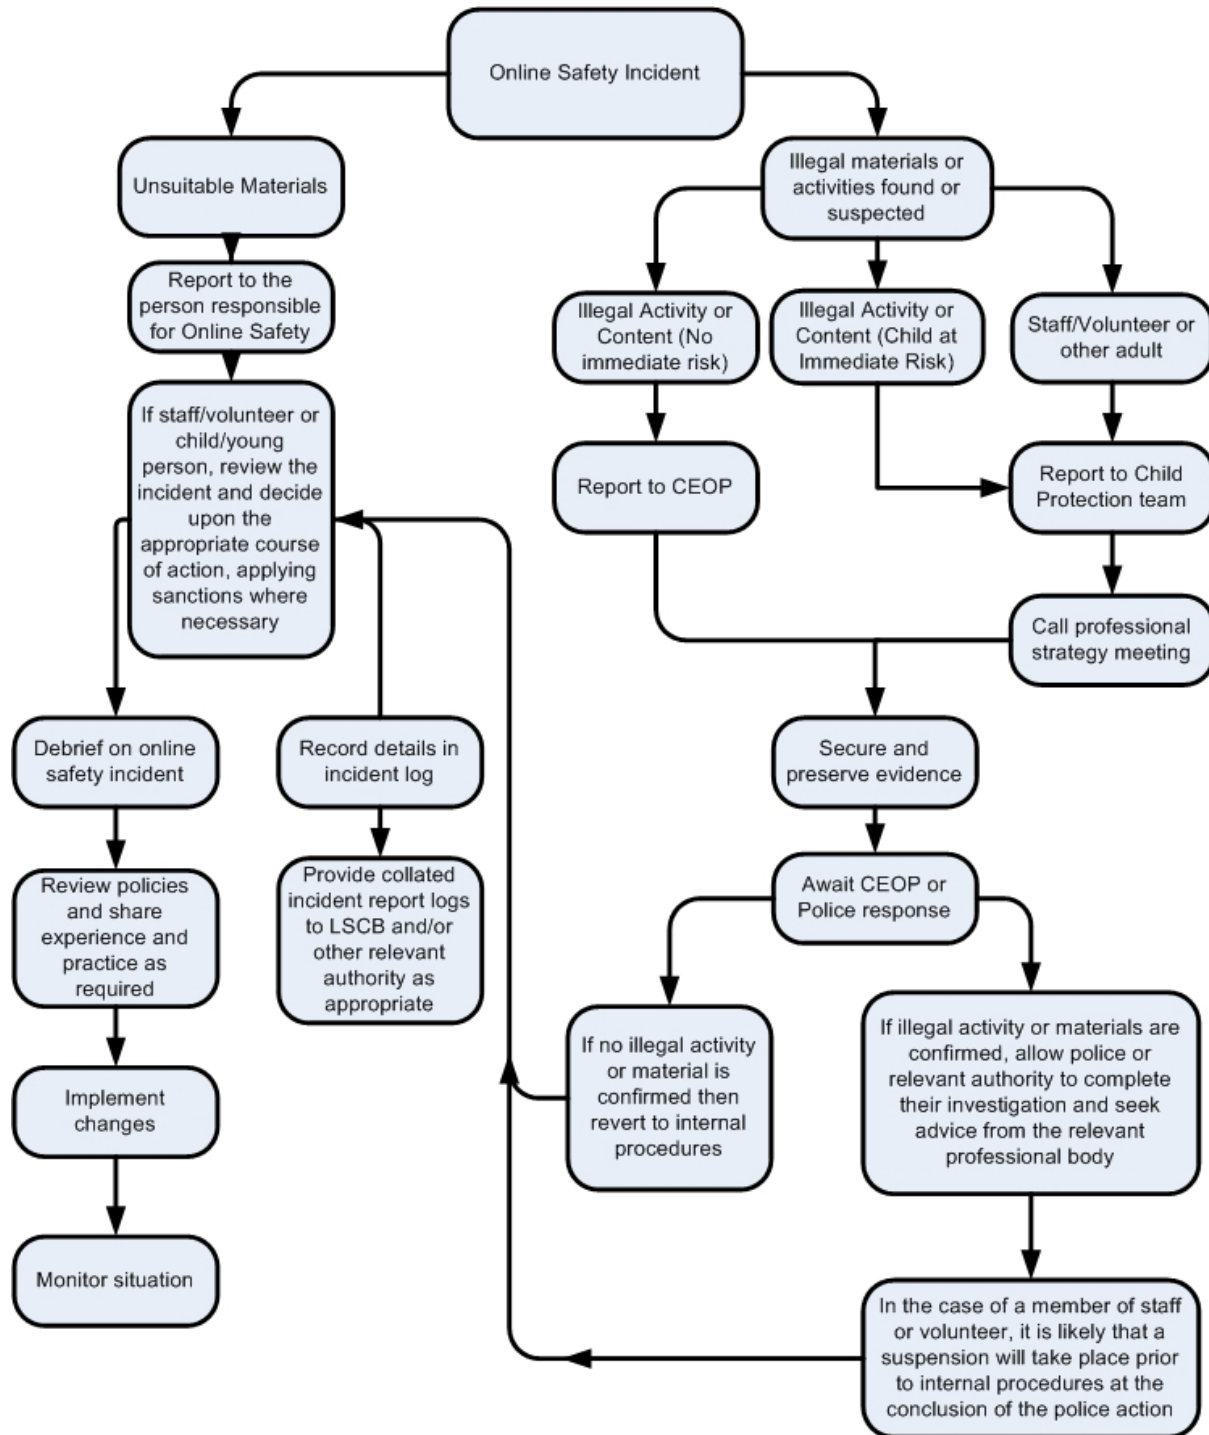 Online Safety Incident
Unsuitable Materials
Report to the
person responsible
for Online Safety
If staff/volunteer or
child/young
person, review the
incident and decide
upon the
appropriate course
of action, applying
sanctions where
necessary
Debrief on online
safety incident
Review policies
and share
experience and
practice as
required
Implement
changes
Monitor situation
Record details in
incident log
Provide collated
incident report logs
to LSCB and/or
other relevant
authority as
appropriate
Illegal materials or
activities found or
suspected
Illegal Activity or
Content (No
immediate risk)
Illegal Activity or
Content (Child at
Immediate Risk)
Staff/Volunteer or
other adult
Report to CEOP
Report to Child
Protection team
Call professional
strategy meeting
Secure and
preserve evidence
Await CEOP or
Police response
If no illegal activity
or material is
confirmed then
revert to internal
procedures
If illegal activity or materials are
confirmed, allow police or
relevant authority to complete
their investigation and seek
advice from the relevant
professional body
In the case of a member of staff
or volunteer, it is likely that a
suspension will take place prior
to internal procedures at the
conclusion of the police action